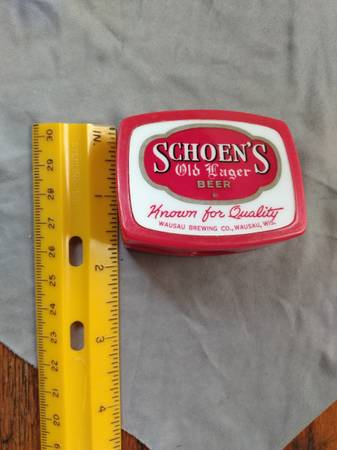 SCHOEN'S
Old Lager
BEER
Known for Quality
WAUSAU BREWING CO., WAUSAU, WIS.
IN.
1
2
3
4
30
29
28
27
26
25
24
23
22
21
20